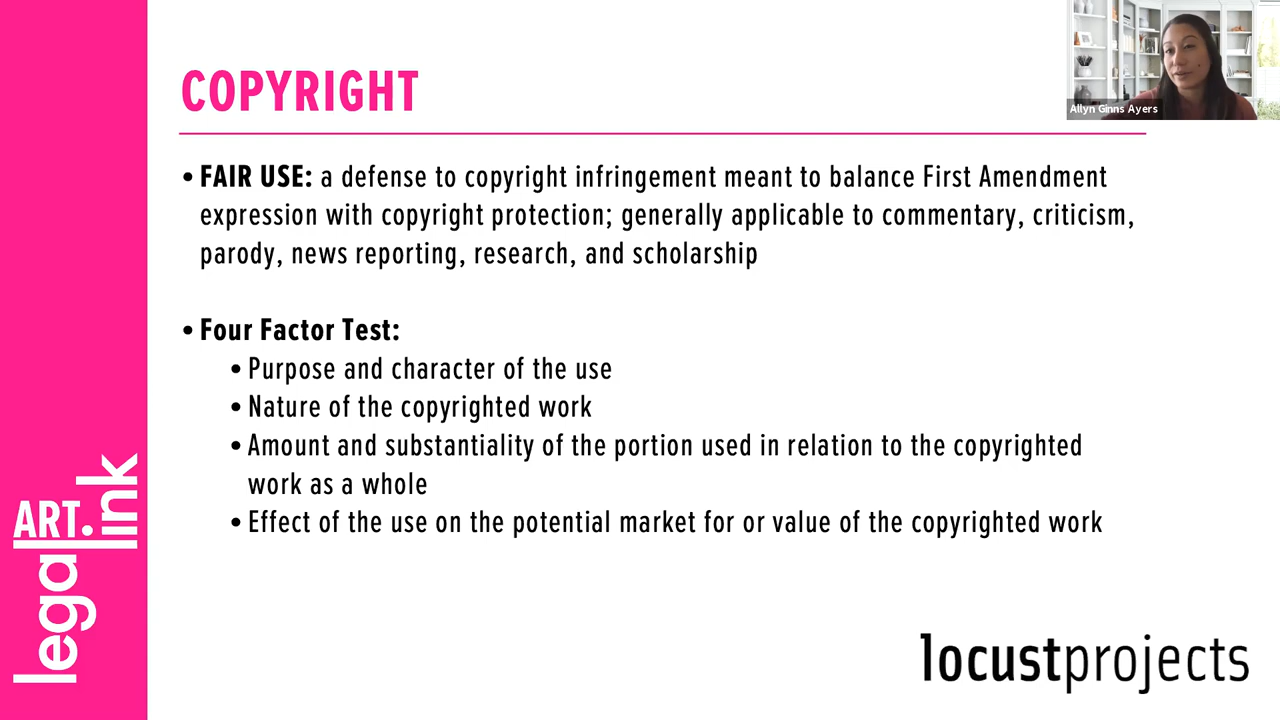 COPYRIGHT
Allyn Ginns Ayers
• FAIR USE: a defense to copyright infringement meant to balance First Amendment
expression with copyright protection; generally applicable to commentary, criticism,
parody, news reporting, research, and scholarship
• Four Factor Test:
• Purpose and character of the use
• Nature of the copyrighted work
• Amount and substantiality of the portion used in relation to the copyrighted
work as a whole
• Effect of the use on the potential market for or value of the copyrighted work
legal
ART.
link
locustprojects